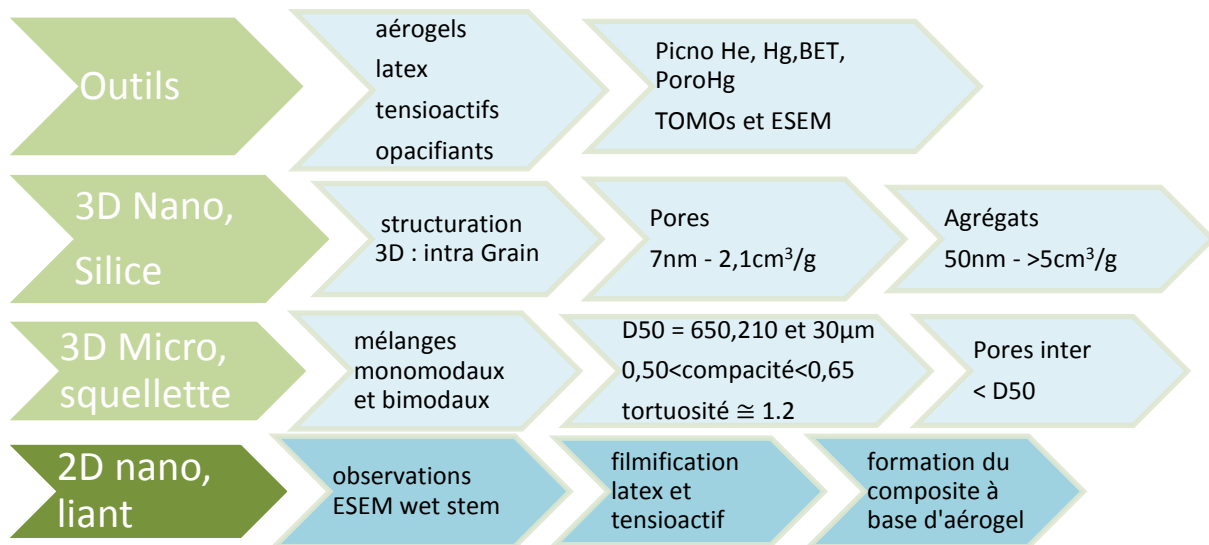 Outils
aérogels
latex
tensioactifs
opacifiants
Picno He, Hg,BET,
PoroHg
TOMOs et ESEM
3D Nano,
Silice
structuration
3D : intra Grain
Pores
7nm - 2,1cm³/g
Agrégats
50nm - >5cm³/g
3D Micro,
squellette
mélanges
monomodaux
et bimodaux
D50 = 650,210 et 30µm
0,50<compacité<0,65
tortuosité ≅ 1.2
Pores inter
< D50
2D nano,
liant
observations
ESEM wet stem
filmification
latex et
tensioactif
formation du
composite à
base d'aérogel